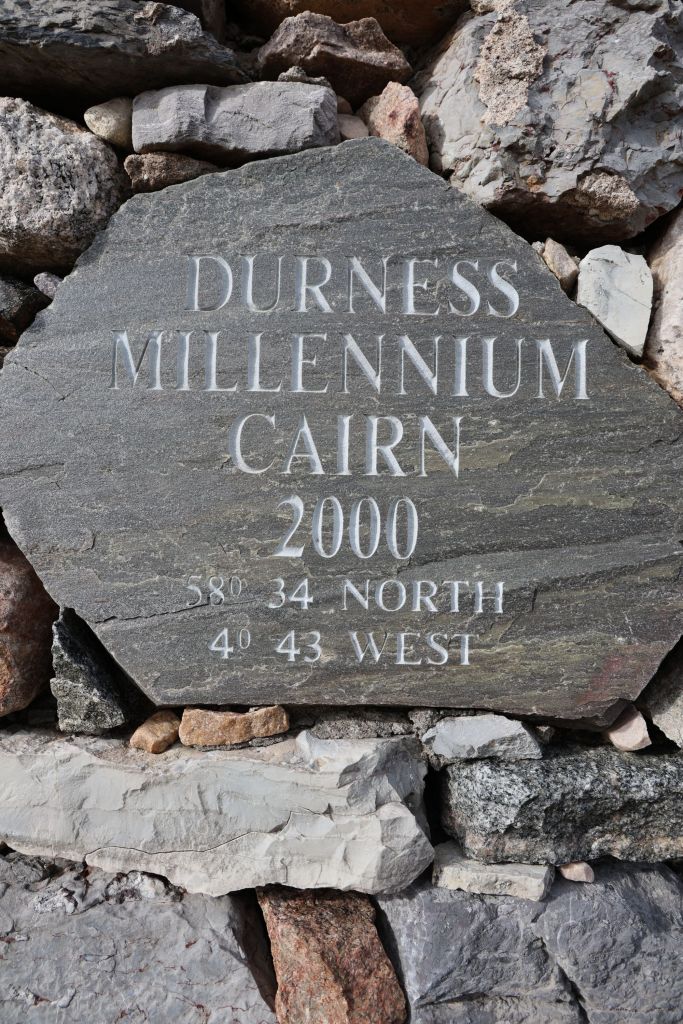 DURNESS
MILLENNIUM
CAIRN
2000
58⁰ 34 NORTH
4⁰ 43 WEST